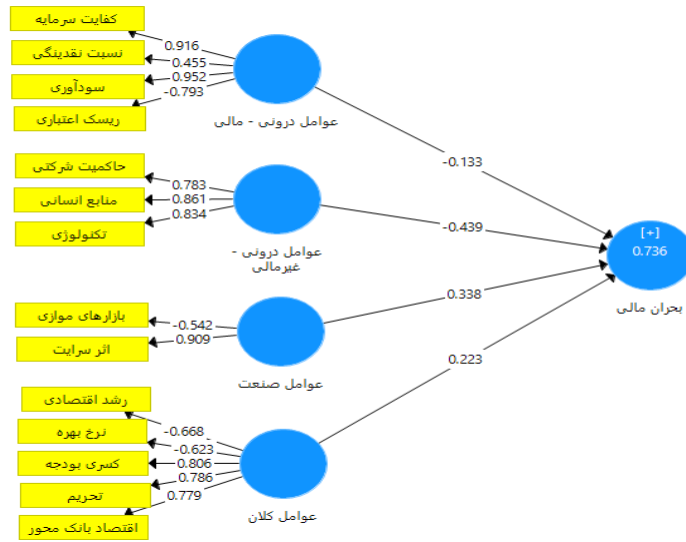 کفایت سرمایه
0.916
نسبت نقدینگی
0.455
سودآوری
0.952
ریسک اعتباری
-0.793
عوامل درونی - مالی
-0.133
حاکمیت شرکتی
0.783
منابع انسانی
0.861
تکنولوژی
0.834
عوامل درونی -
غیرمالی
-0.439
[+]
0.736
بحران مالی
بازارهای موازی
-0.542
اثر سرایت
0.909
عوامل صنعت
0.338
رشد اقتصادی
-0.668
نرخ بهره
-0.623
کسری بودجه
0.806
تحریم
0.786
اقتصاد بانک محور
0.779
عوامل کلان
0.223